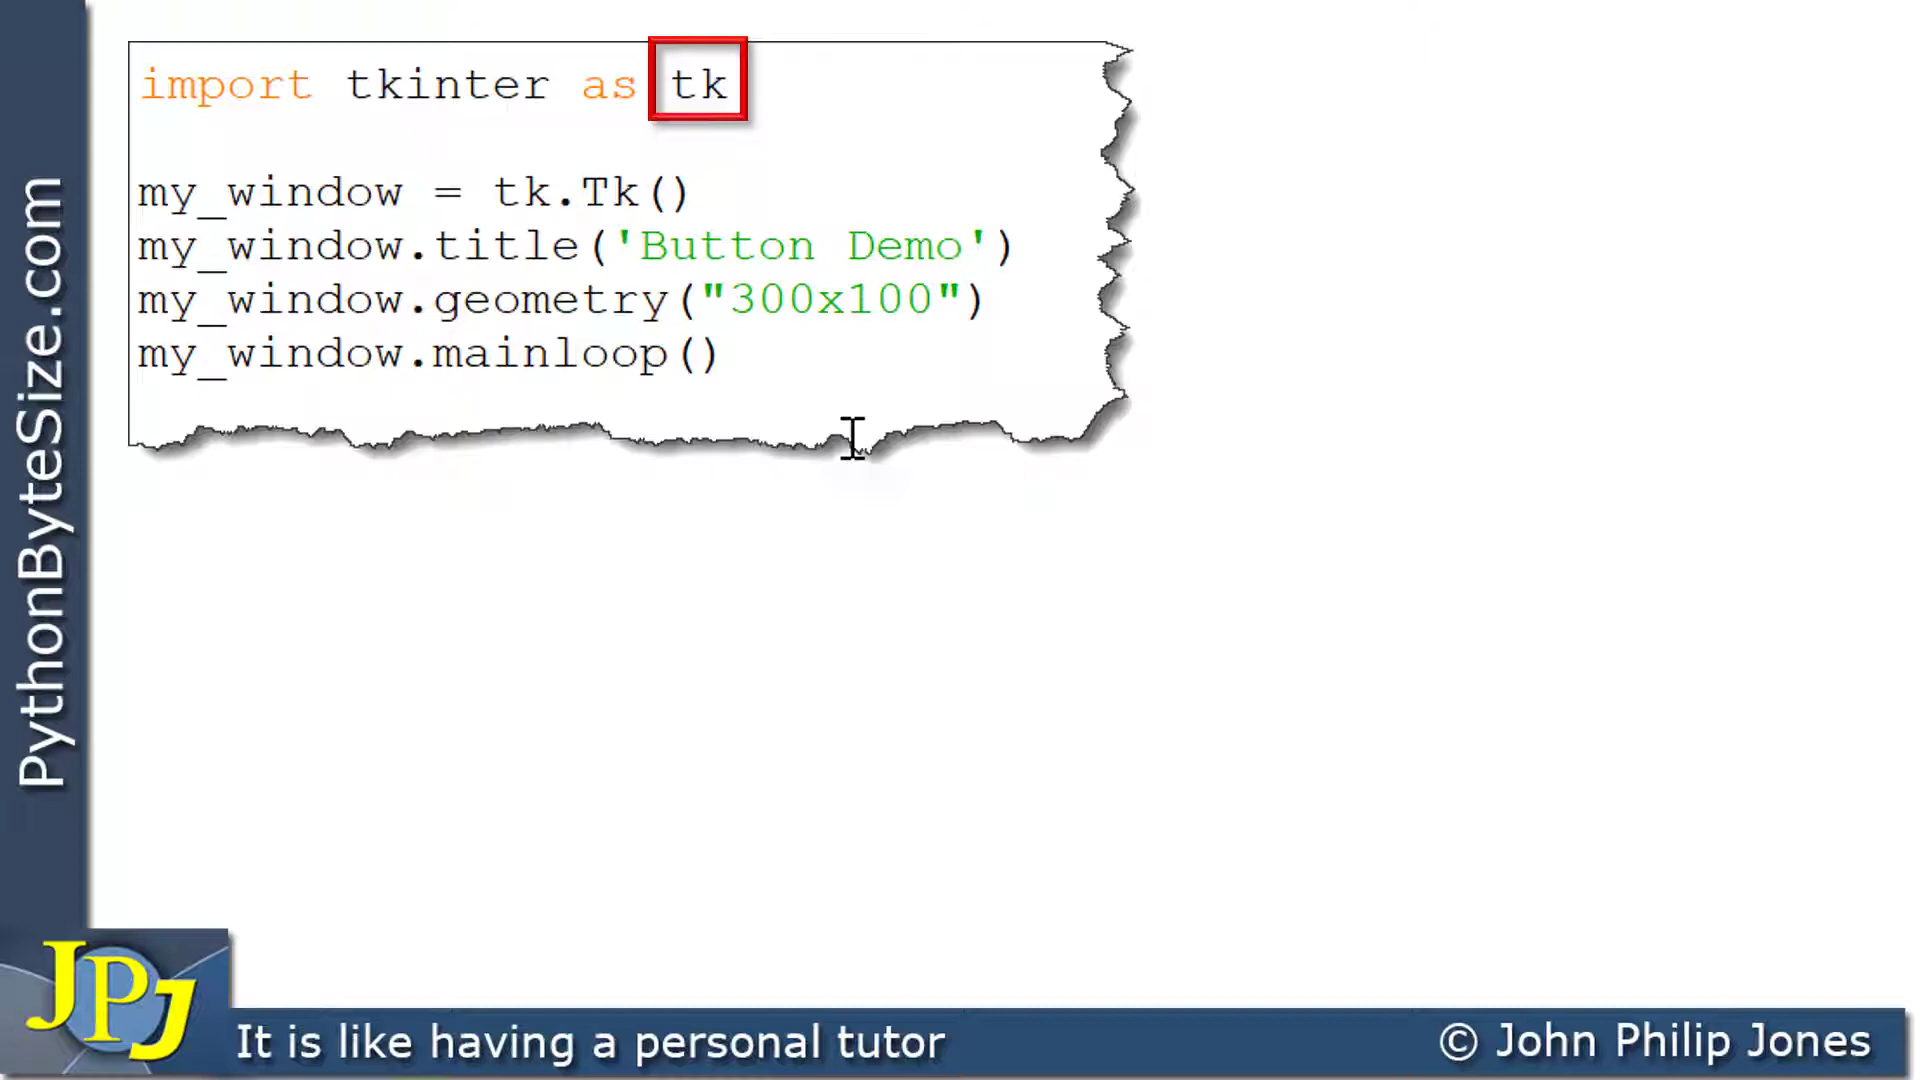 import tkinter as tk
my_window = tk.Tk()
my_window.title('Button Demo')
my_window.geometry("300x100")
my_window.mainloop()
PythonByteSize.com
JPJ
It is like having a personal tutor
© John Philip Jones